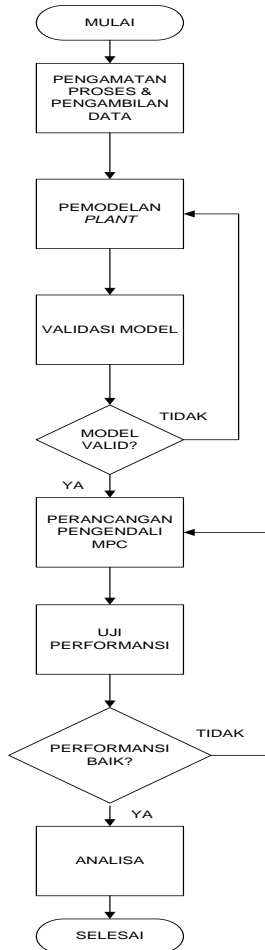 MULAI
PENGAMATAN
PROSES &
PENGAMBILAN
DATA
PEMODELAN
PLANT
VALIDASI MODEL
TIDAK
MODEL
VALID?
YA
PERANCANGAN
PENGENDALI
MPC
UJI
PERFORMANSI
TIDAK
PERFORMANSI
BAIK?
YA
ANALISA
SELESAI